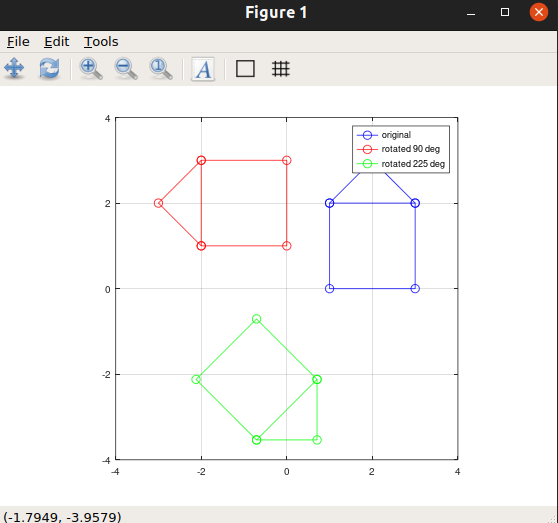 Figure 1
File Edit Tools
1 A
4
original
rotated 90 deg
rotated 225 deg
2
0
-2
-4
-4 -2 0 2 4
(-1.7949, -3.9579)